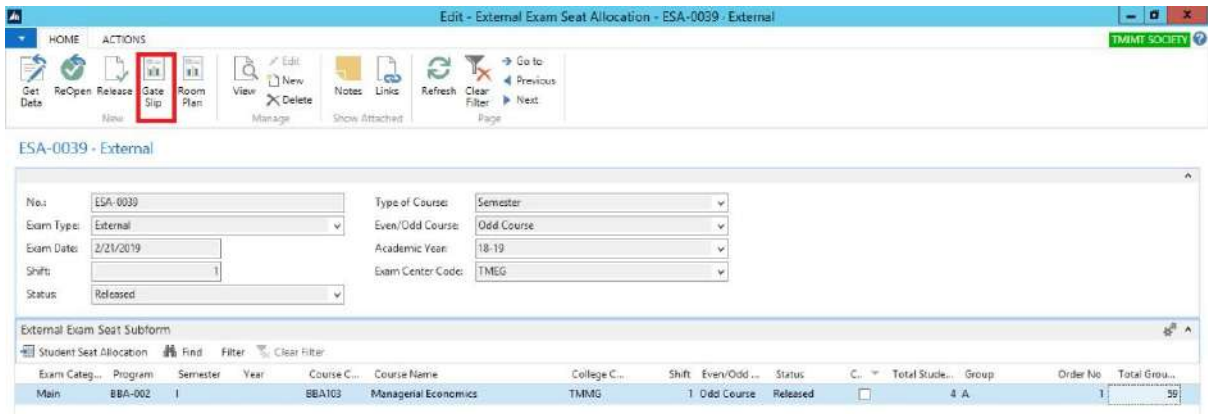 Edit - External Exam Seat Allocation - ESA-0039 · External
HOME ACTIONS
TMIMT SOCIETY
Get Data
ReOpen
Release
Gate Slip
Room Plan
New
View
Edit
New
Delete
Manage
Notes
Links
Show Attached
Refresh
Clear Filter
Go to
Previous
Next
Page
ESA-0039 - External
No.: ESA-0039 Type of Course: Semester
Exam Type: External Even/Odd Course: Odd Course
Exam Date: 2/21/2019 Academic Year: 18-19
Shift: 1 Exam Center Code: TMEG
Status: Released
External Exam Seat Subform
Student Seat Allocation Find Filter Clear Filter
Exam Categ... Program Semester Year Course C... Course Name College C... Shift Even/Odd ... Status C... Total Stude... Group Order No Total Grou...
Main BBA-002 I BBA103 Managerial Economics TMMG 1 Odd Course Released 4 A 1 59